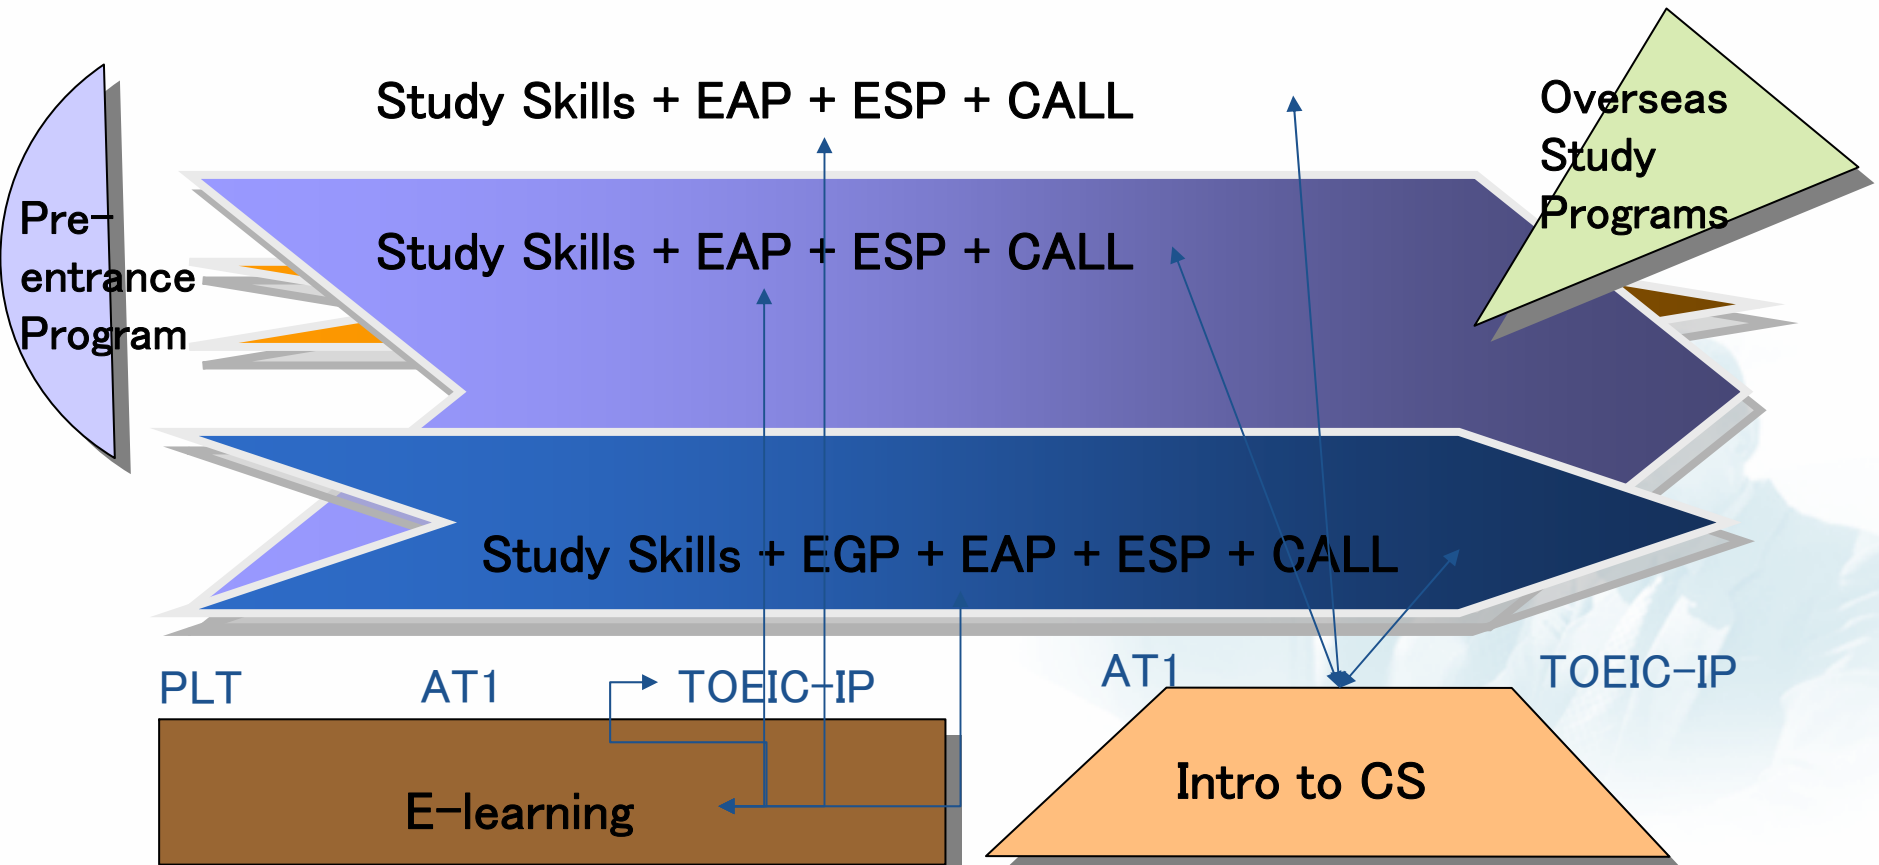 Study Skills + EAP + ESP + CALL
Overseas
Study
Programs
Pre-
entrance
Program
Study Skills + EAP + ESP + CALL
Study Skills + EGP + EAP + ESP + CALL
PLT
AT1
TOEIC-IP
AT1
TOEIC-IP
E-learning
Intro to CS